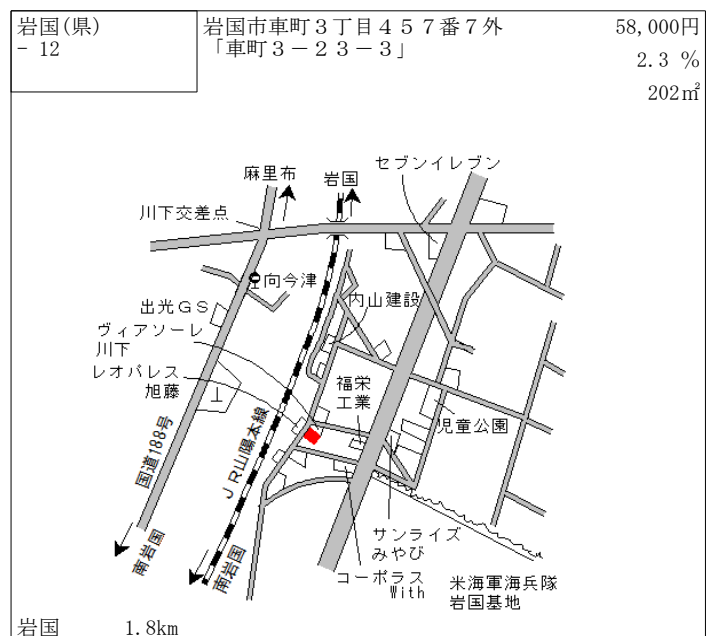 岩国(県)
- 12
岩国市車町３丁目４５７番７外
「車町３－２３－３」
58,000円
2.3 %
202㎡
セブンイレブン
麻里布
岩国
川下交差点
向今津
内山建設
出光ＧＳ
ヴィアソーレ
川下
レオパレス
旭藤
福栄
工業
児童公園
国道188号
ＪＲ山陽本線
サンライズ
みやび
南岩国
南岩国
コーポラス
With
米海軍海兵隊
岩国基地
岩国 1.8km